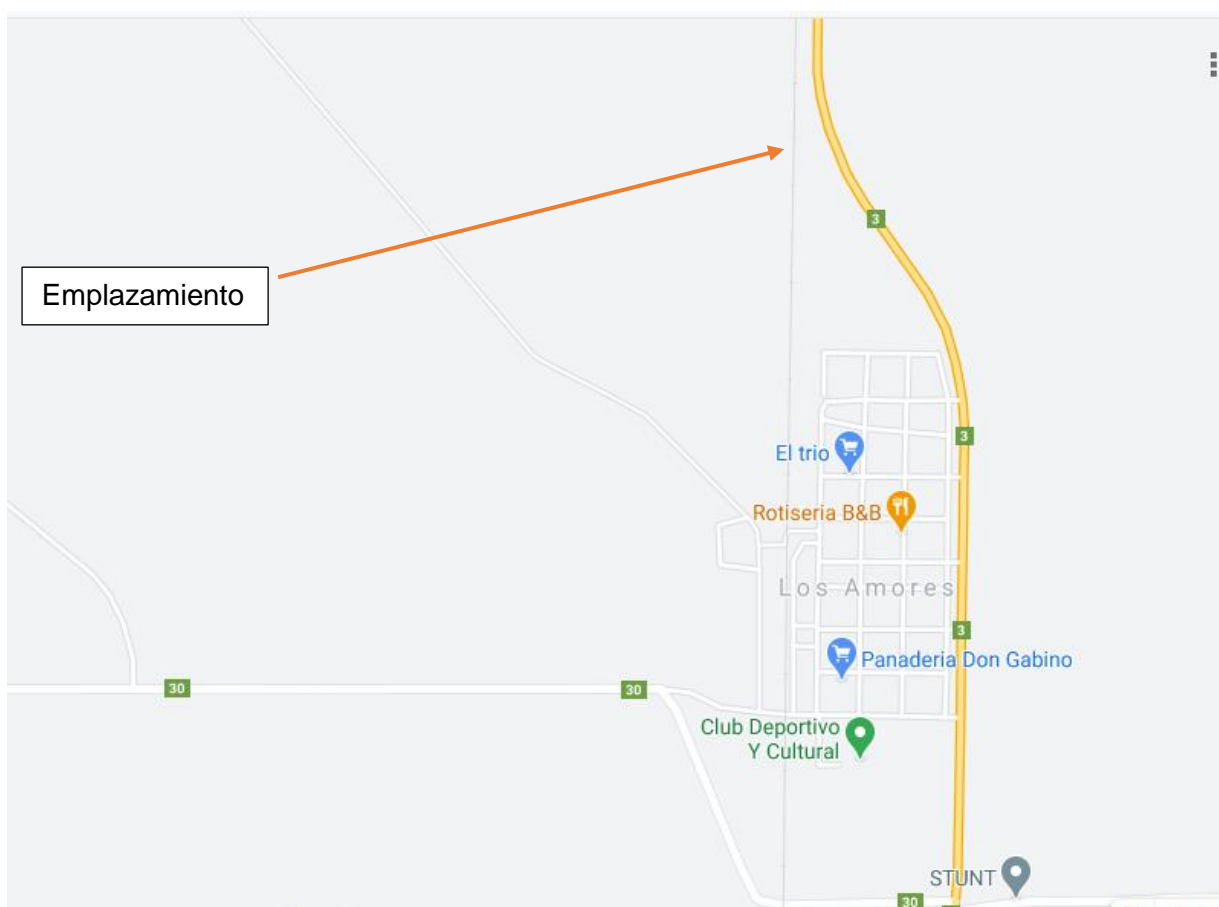 3
Emplazamiento
3
El trio
Rotiseria B&B
Los Amores
3
Panaderia Don Gabino
30
30
Club Deportivo
Y Cultural
STUNT
30